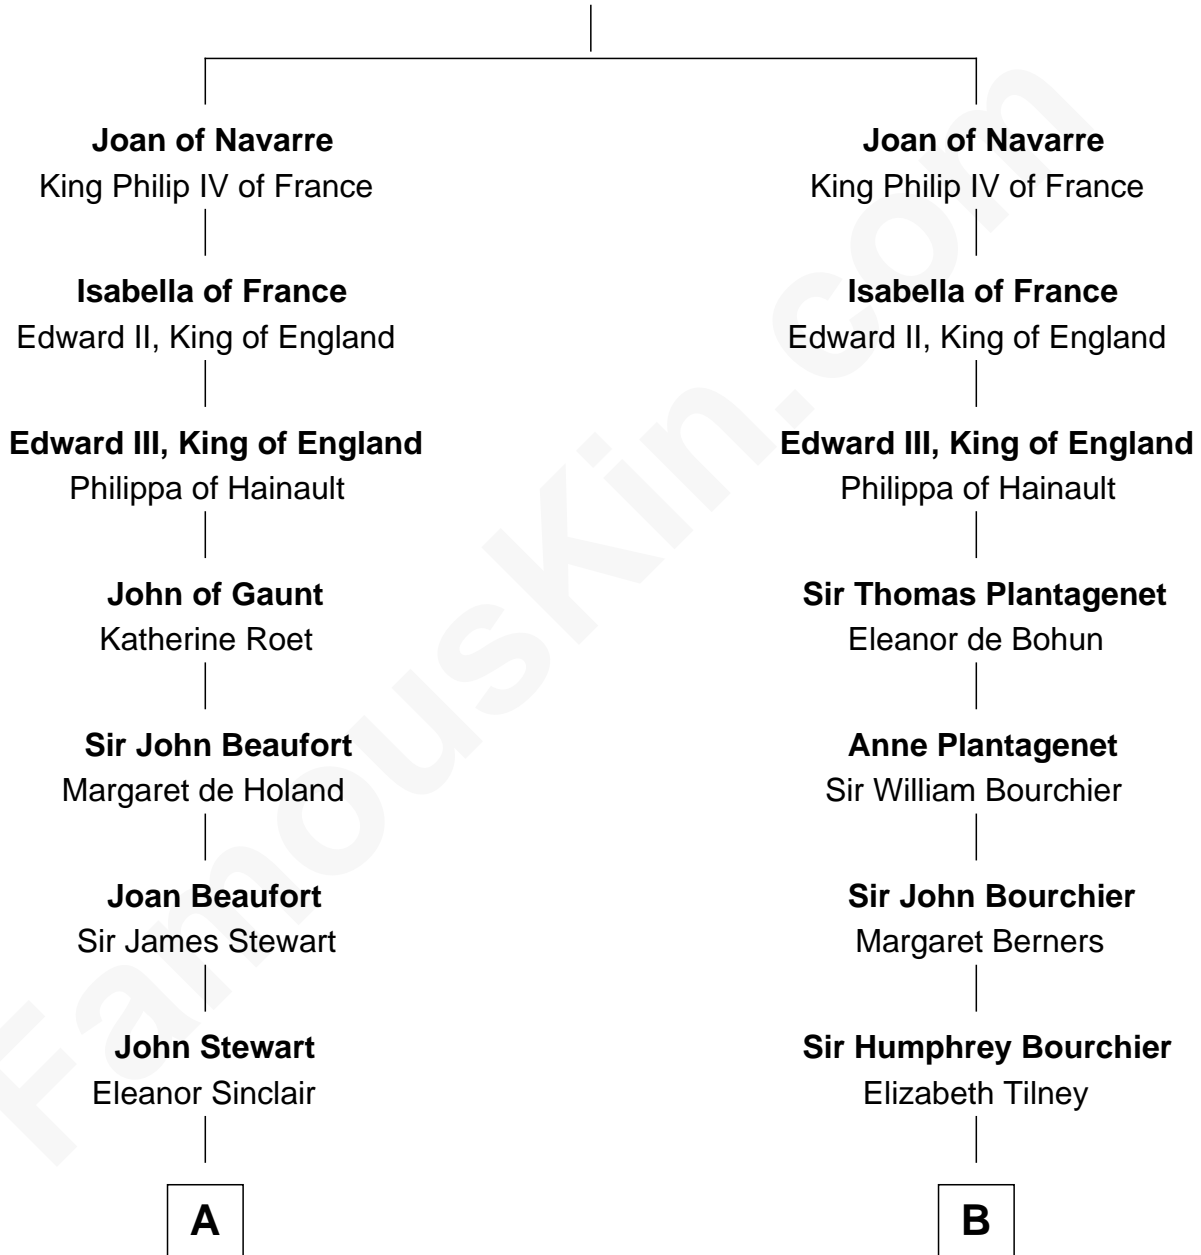 Joan of Navarre
King Philip IV of France
Isabella of France
Edward II, King of England
Edward III, King of England
Philippa of Hainault
John of Gaunt
Katherine Roet
Sir John Beaufort
Margaret de Holand
Joan Beaufort
Sir James Stewart
John Stewart
Eleanor Sinclair
A
Joan of Navarre
King Philip IV of France
Isabella of France
Edward II, King of England
Edward III, King of England
Philippa of Hainault
Sir Thomas Plantagenet
Eleanor de Bohun
Anne Plantagenet
Sir William Bourchier
Sir John Bourchier
Margaret Berners
Sir Humphrey Bourchier
Elizabeth Tilney
B
FamousKin.com